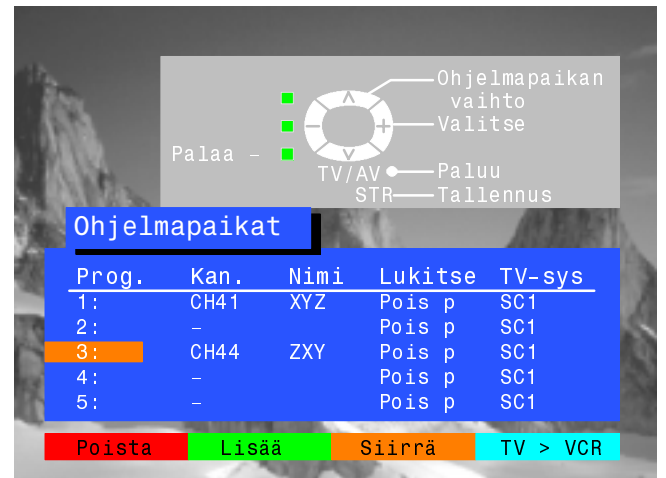 Ohjelmapaikan
vaihto
Valitse
Palaa –
TV/AV Paluu
STR Tallennus
Ohjelmapaikat
Prog. Kan. Nimi Lukitse TV-sys
1: CH41 XYZ Pois p SC1
2: – Pois p SC1
3: CH44 ZXY Pois p SC1
4: – Pois p SC1
5: – Pois p SC1
Poista Lisää Siirrä TV > VCR